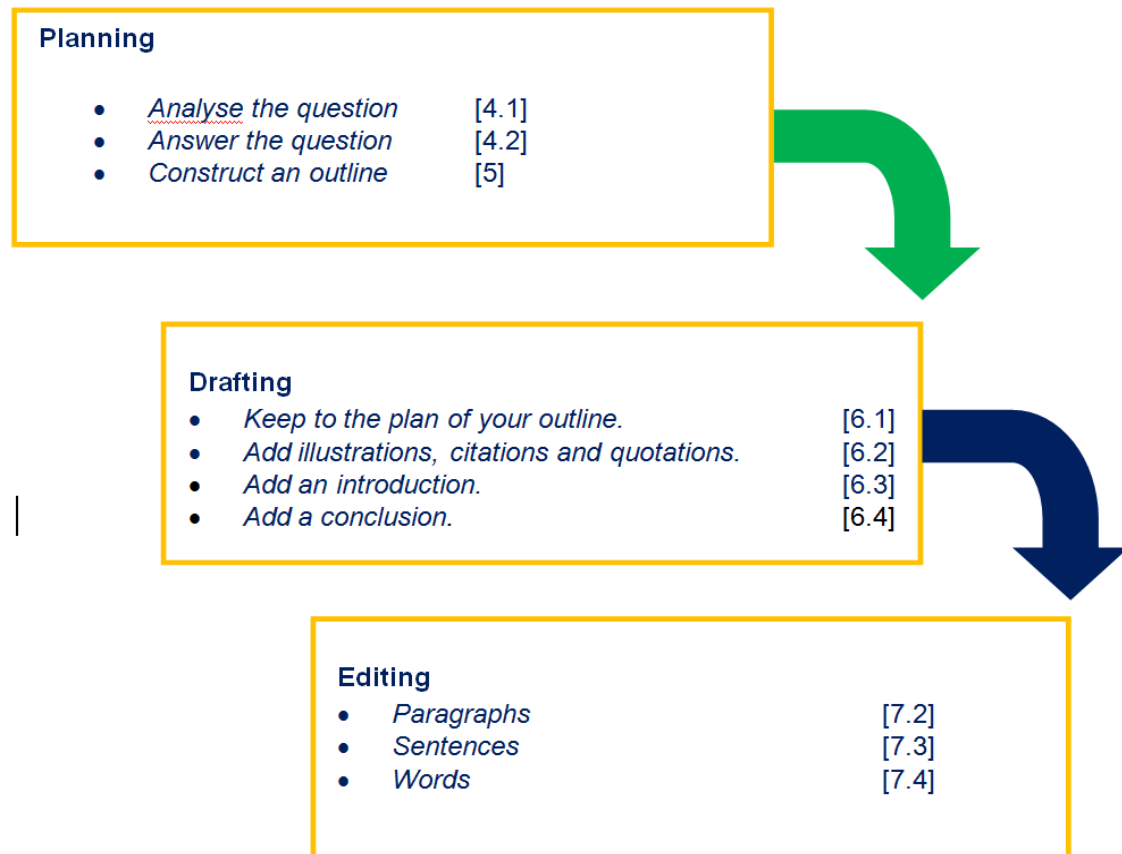 Planning
• Analyse the question [4.1]
• Answer the question [4.2]
• Construct an outline [5]
Drafting
• Keep to the plan of your outline. [6.1]
• Add illustrations, citations and quotations. [6.2]
• Add an introduction. [6.3]
• Add a conclusion. [6.4]
Editing
• Paragraphs [7.2]
• Sentences [7.3]
• Words [7.4]